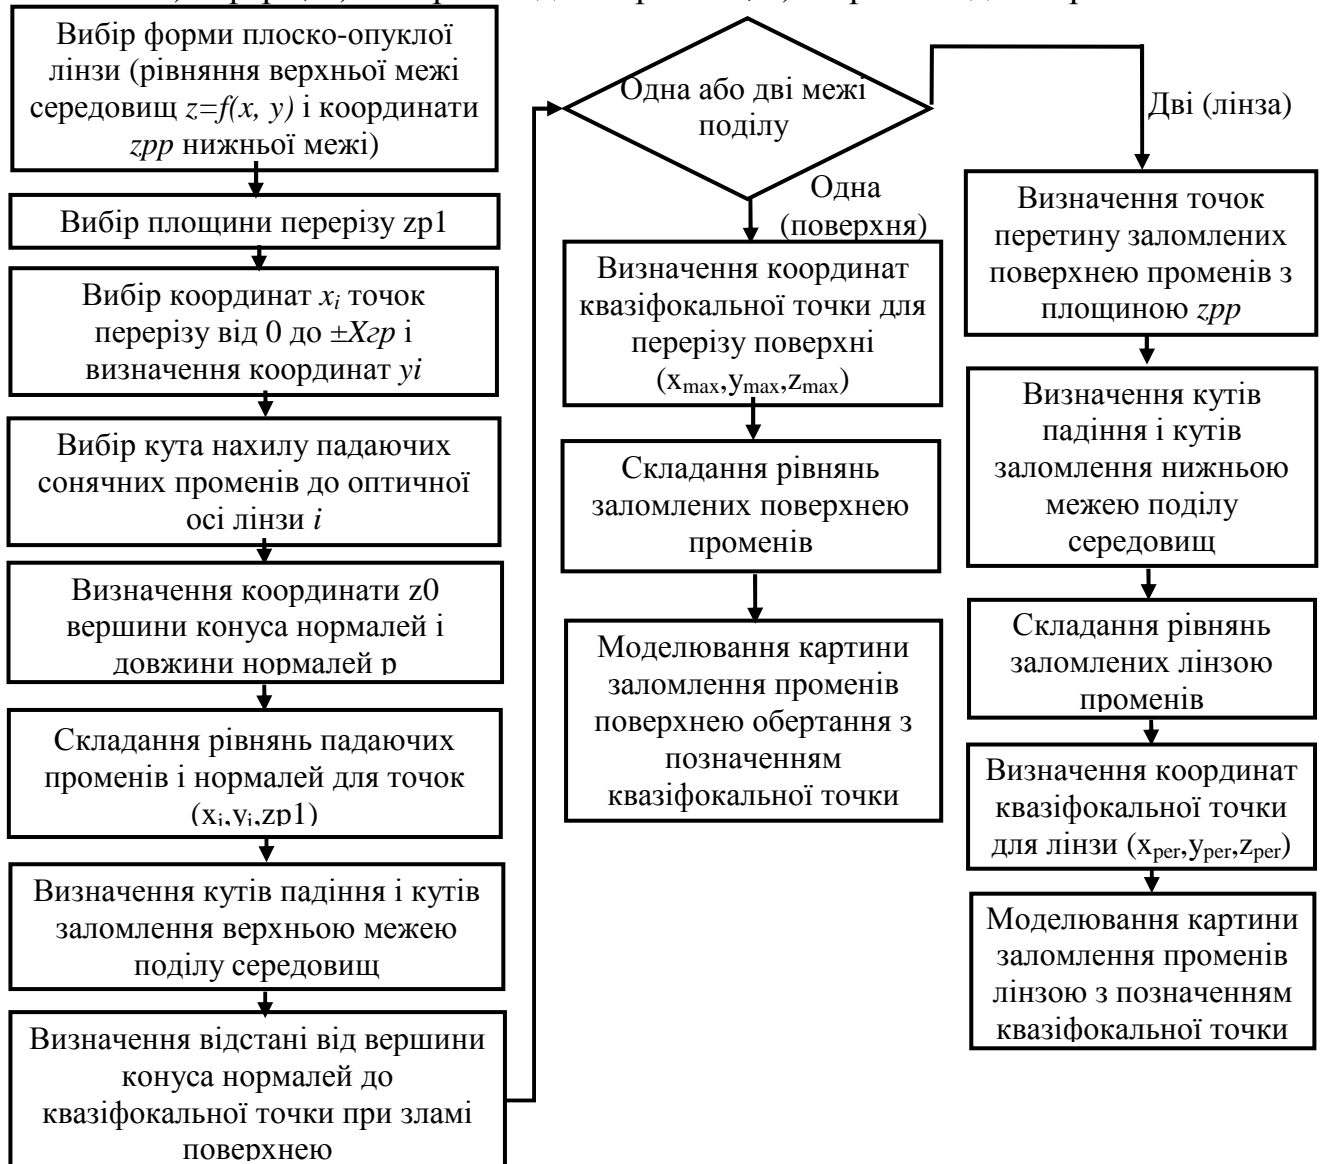 Вибір форми плоско-опуклої
лінзи (рівняння верхньої межі
середовищ z=f(x, y) і координати
zpp нижньої межі)
Вибір площини перерізу zp1
Вибір координат xi точок
перерізу від 0 до ±Xгр і
визначення координат yi
Вибір кута нахилу падаючих
сонячних променів до оптичної
осі лінзи i
Визначення координати z0
вершини конуса нормалей і
довжини нормалей p
Складання рівнянь падаючих
променів і нормалей для точок
(xi,yi,zp1)
Визначення кутів падіння і кутів
заломлення верхньою межею
поділу середовищ
Визначення відстані від вершини
конуса нормалей до
квазіфокальної точки при зламі
поверхнею
Одна або дві межі
поділу
Одна
(поверхня)
Визначення координат
квазіфокальної точки для
перерізу поверхні
(xmax,ymax,zmax)
Складання рівнянь
заломлених поверхнею
променів
Моделювання картини
заломлення променів
поверхнею обертання з
позначенням
квазіфокальної точки
Дві (лінза)
Визначення точок
перетину заломлених
поверхнею променів з
площиною zpp
Визначення кутів
падіння і кутів
заломлення нижньою
межею поділу
середовищ
Складання рівнянь
заломлених лінзою
променів
Визначення координат
квазіфокальної точки
для лінзи (xper,yper,zper)
Моделювання картини
заломлення променів
лінзою з позначенням
квазіфокальної точки